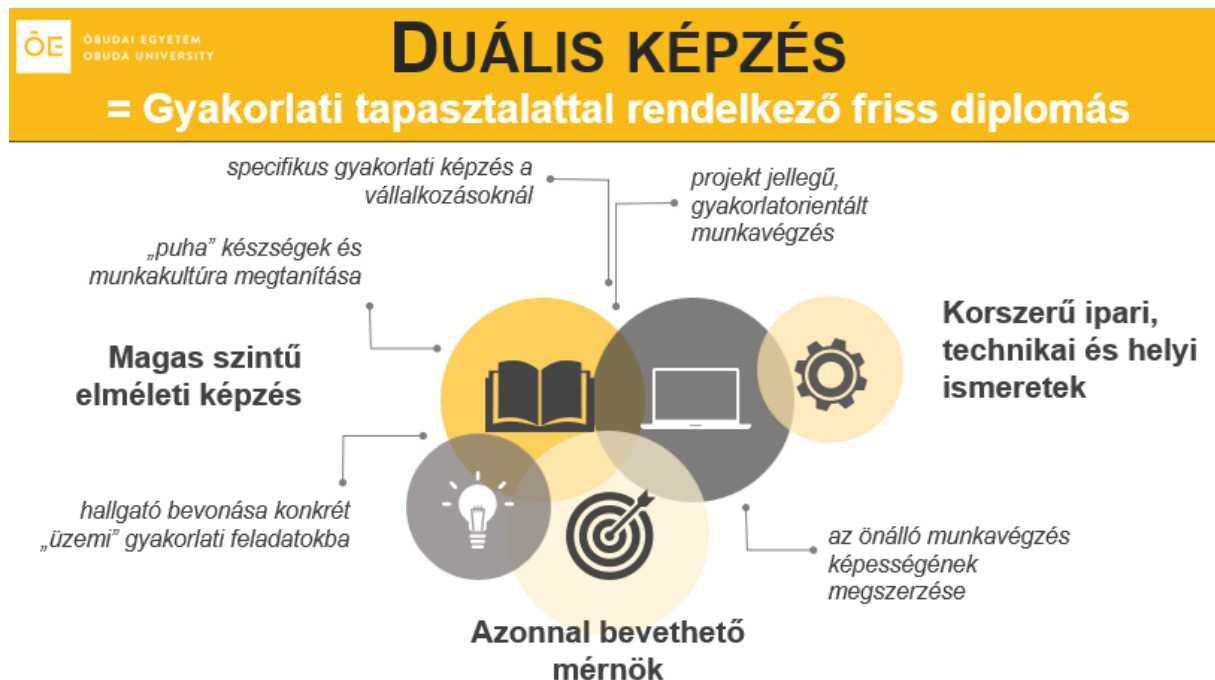 ŌE
ÓBUDAI EGYETEM
OBUDA UNIVERSITY
DUÁLIS KÉPZÉS
= Gyakorlati tapasztalattal rendelkező friss diplomás
specifikus gyakorlati képzés a
vállalkozásoknál
projekt jellegű,
gyakorlatorientált
munkavégzés
„puha” készségek és
munkakultúra megtanítása
Magas szintű
elméleti képzés
Korszerű ipari,
technikai és helyi
ismeretek
hallgató bevonása konkrét
„üzemi” gyakorlati feladatokba
az önálló munkavégzés
képességének
megszerzése
Azonnal bevethető
mérnök